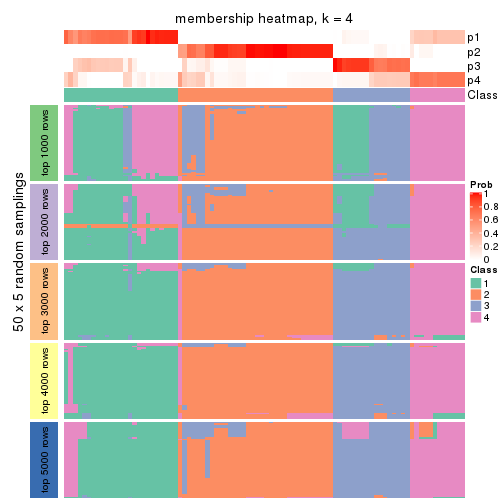 membership heatmap, k = 4
p1
p2
p3
p4
Class
50 x 5 random samplings
top 1000 rows
top 2000 rows
top 3000 rows
top 4000 rows
top 5000 rows
Prob
1
0.8
0.6
0.4
0.2
0
Class
1
2
3
4